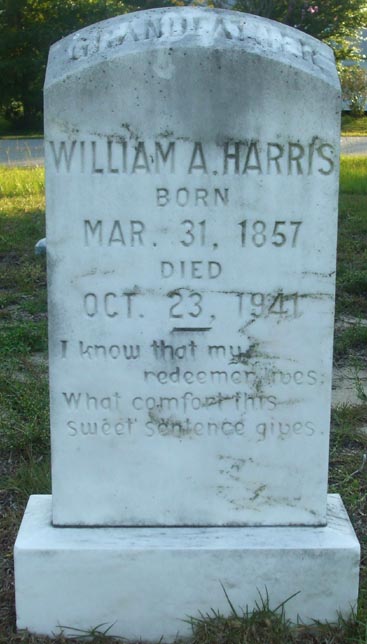 GRANDFATHER
WILLIAM A. HARRIS
BORN
MAR. 31, 1857
DIED
OCT. 23, 1941
I know that my
redeemer lives;
What comfort this
sweet sentence gives.